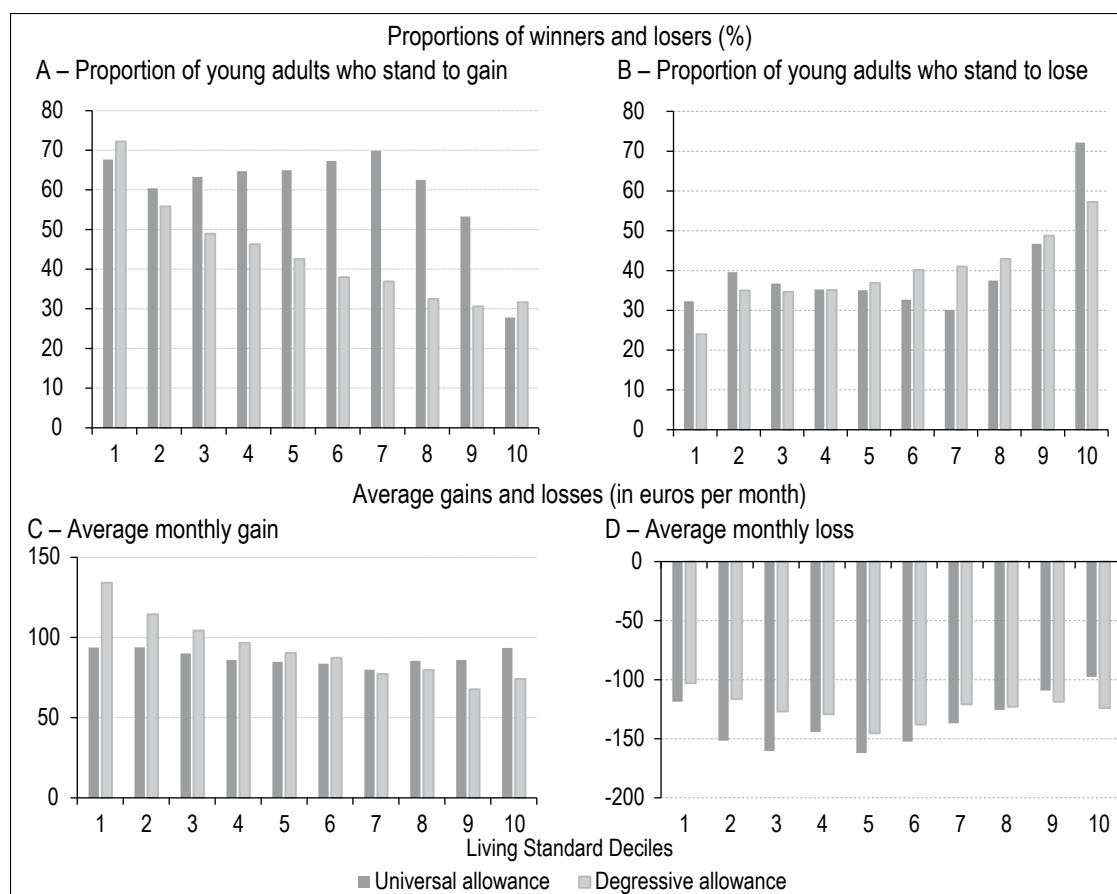 Proportions of winners and losers (%)
A – Proportion of young adults who stand to gain
B – Proportion of young adults who stand to lose
80
70
60
50
40
30
20
10
0
1 2 3 4 5 6 7 8 9 10
80
70
60
50
40
30
20
10
0
1 2 3 4 5 6 7 8 9 10
Average gains and losses (in euros per month)
C – Average monthly gain
D – Average monthly loss
150
100
50
0
1 2 3 4 5 6 7 8 9 10
0
-50
-100
-150
-200
1 2 3 4 5 6 7 8 9 10
Living Standard Deciles
Universal allowance
Degressive allowance